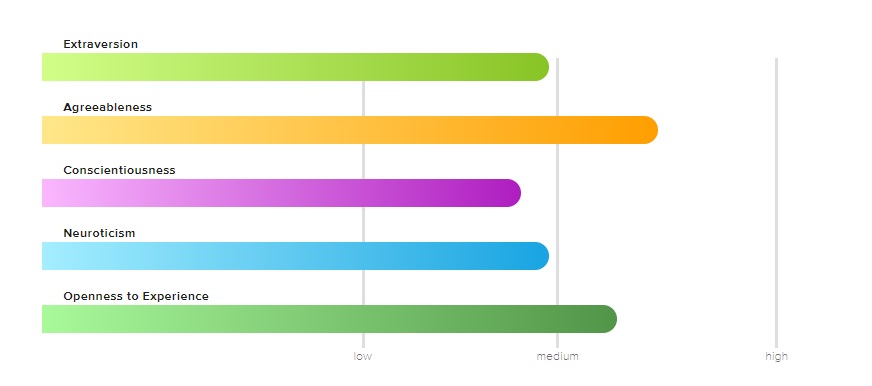 Extraversion
Agreeableness
Conscientiousness
Neuroticism
Openness to Experience
low medium high